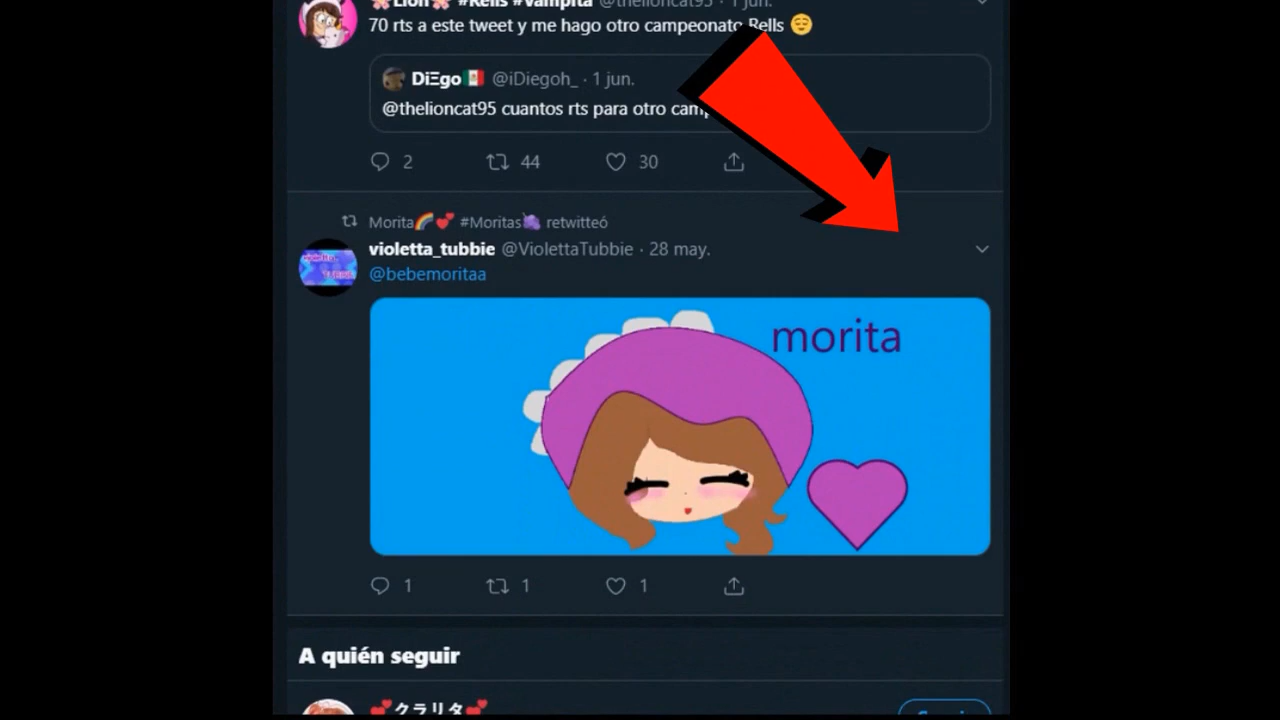 Lion #Rells #Vampita @thelioncat95 · 1 jun.
70 rts a este tweet y me hago otro campeonato Rells 😌
DiΞgo🇲🇽 @iDiegoh_ · 1 jun.
@thelioncat95 cuantos rts para otro camp
2 44 30
Morita🌈💕 #Moritas🍇 retwitteó
violetta_tubbie @ViolettaTubbie · 28 may.
@bebemoritaa
morita
1 1 1
A quién seguir
💕クラリタ💕